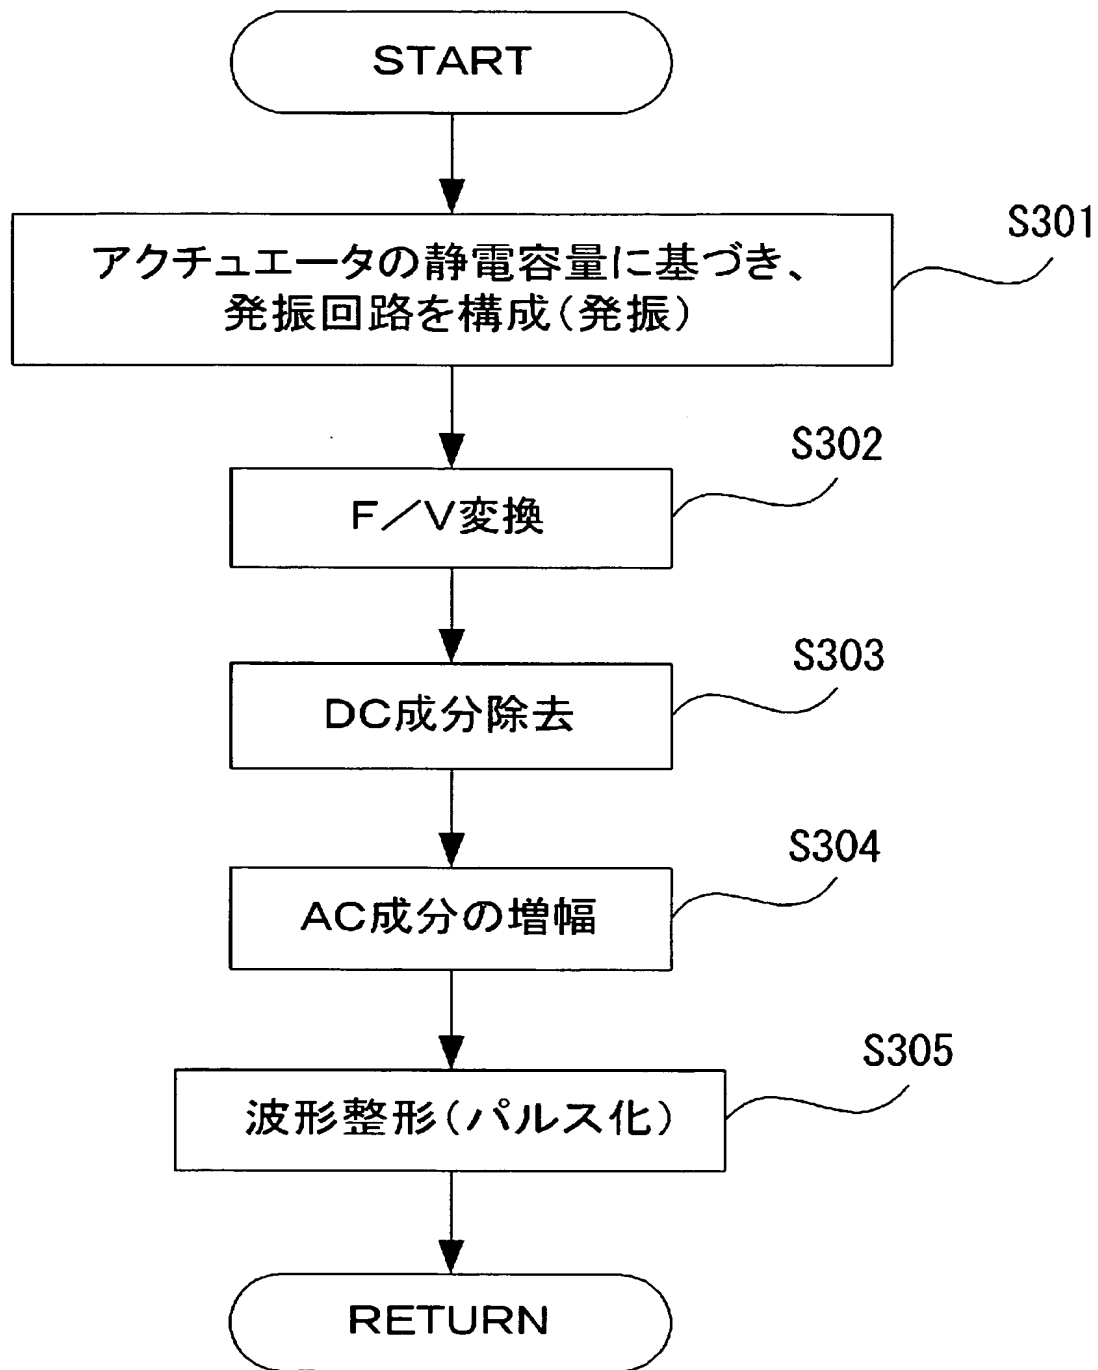 START
アクチュエータの静電容量に基づき、
発振回路を構成(発振)
S301
F/V変換
S302
DC成分除去
S303
AC成分の増幅
S304
波形整形(パルス化)
S305
RETURN